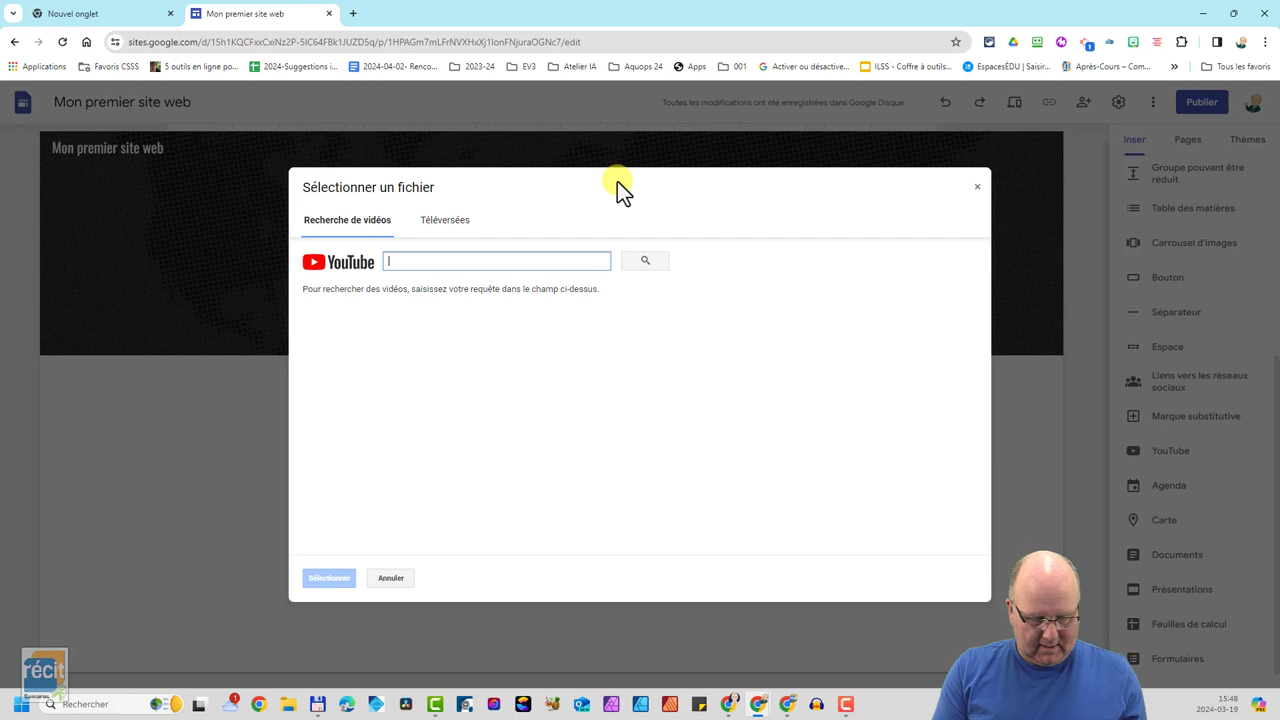 Nouvel onglet
Mon premier site web
sites.google.com/d/15h1KQCFxxCxiNz2P-5IC64FBk1JUZD5q/p/1HPAGm7mLFrNVXHxXj1IonFNjuraOGNc7/edit
Applications
Favoris CSSS
5 outils en ligne po...
2024-Suggestions i...
2024-04-02- Renco...
2023-24
EV3
Atelier IA
Aquops 24
Apps
001
Activer ou désactive...
ILSS - Coffre à outils...
EspacesÉDU | Saisir...
Après-Cours – Com...
Tous les favoris
Mon premier site web
Toutes les modifications ont été enregistrées dans Google Disque
Publier
Mon premier site web
Inser
Pages
Thèmes
Groupe pouvant être
réduit
Table des matières
Carrousel d'images
Bouton
Séparateur
Espace
Liens vers les réseaux
sociaux
Marque substitutive
YouTube
Agenda
Carte
Documents
Présentations
Feuilles de calcul
Formulaires
Sélectionner un fichier
Recherche de vidéos
Téléversées
YouTube
Pour rechercher des vidéos, saisissez votre requête dans le champ ci-dessus.
Sélectionner
Annuler
récit
Rechercher
15:48
2024-03-19